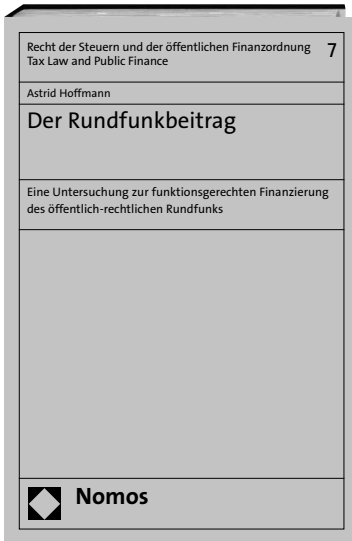 Recht der Steuern und der öffentlichen Finanzordnung 7
Tax Law and Public Finance
Astrid Hoffmann
Der Rundfunkbeitrag
Eine Untersuchung zur funktionsgerechten Finanzierung
des öffentlich-rechtlichen Rundfunks
Nomos